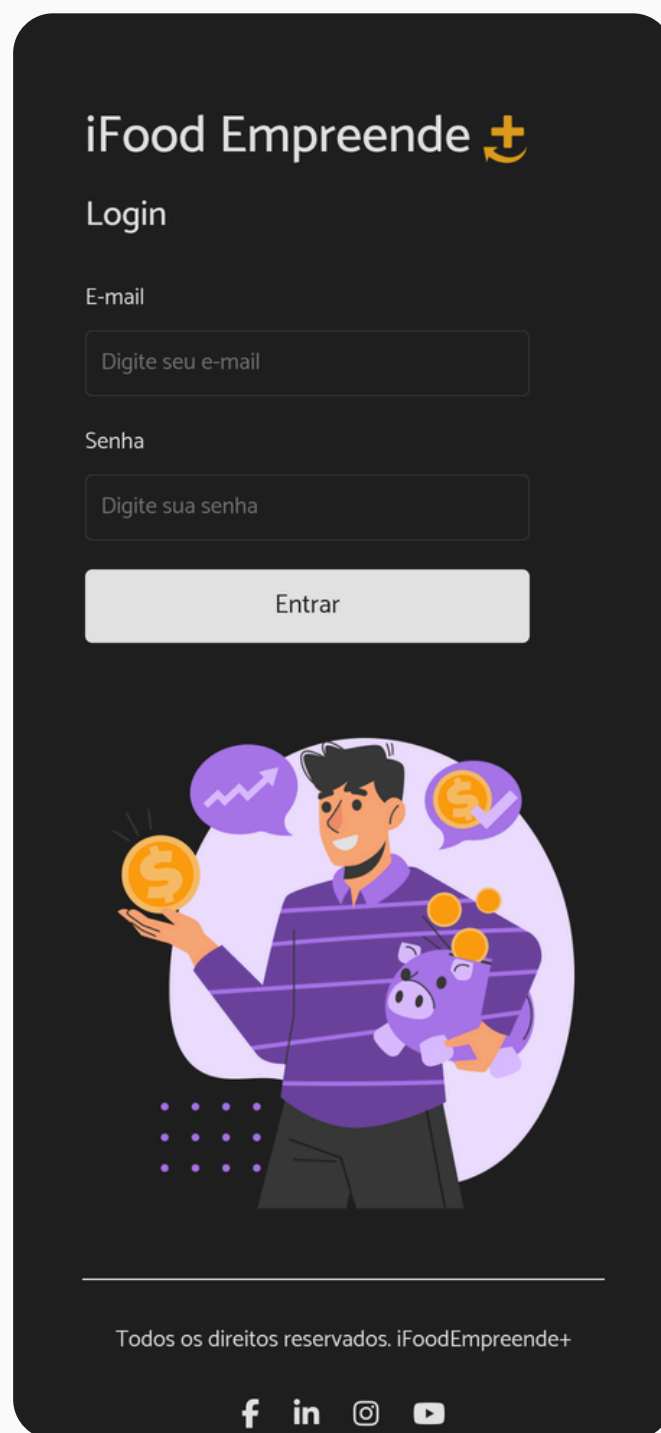 iFood Empreende
Login
E-mail
Digite seu e-mail
Senha
Digite sua senha
Entrar
$
$
Todos os direitos reservados. iFoodEmpreende+